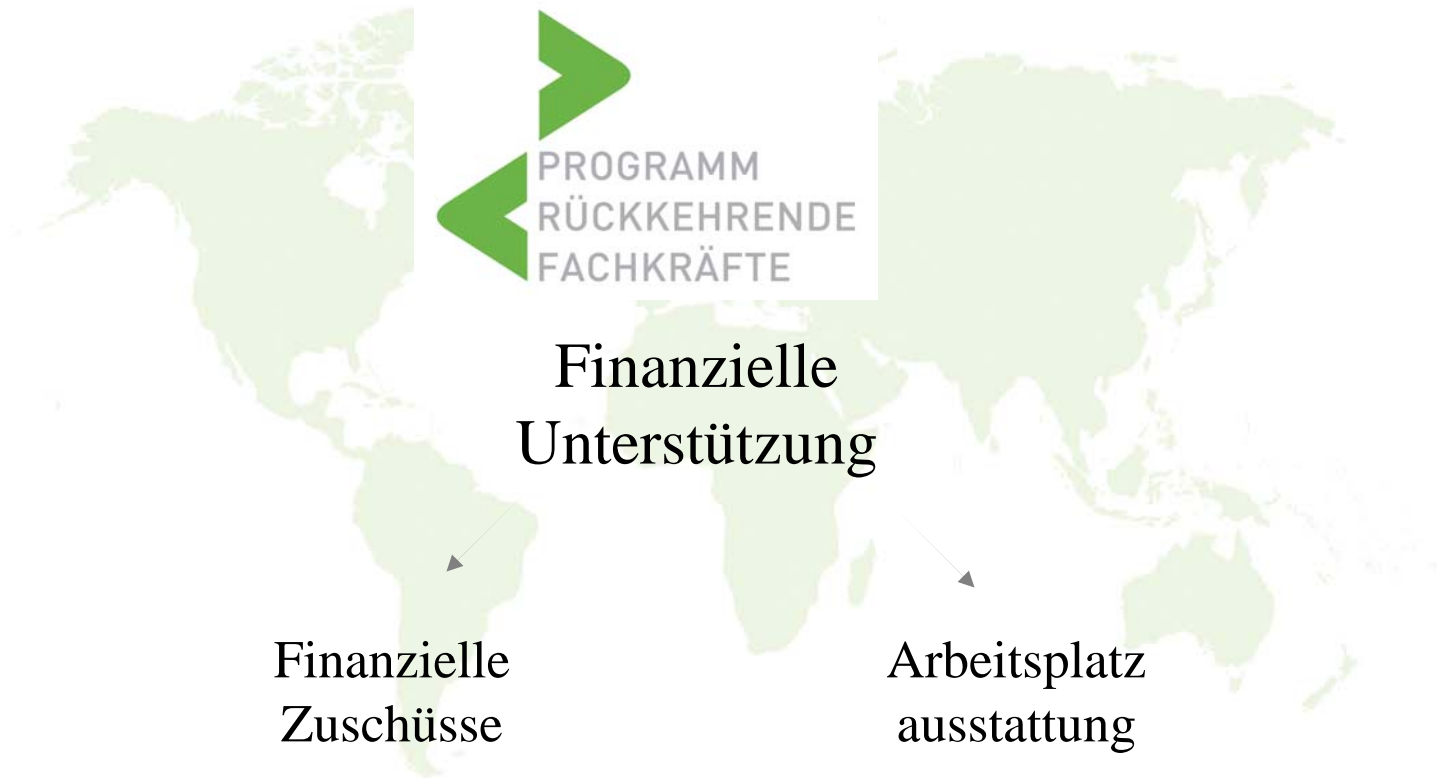 PROGRAMM
RÜCKKEHRENDE
FACHKRÄFTE
Finanzielle
Unterstützung
Finanzielle
Zuschüsse
Arbeitsplatz
ausstattung